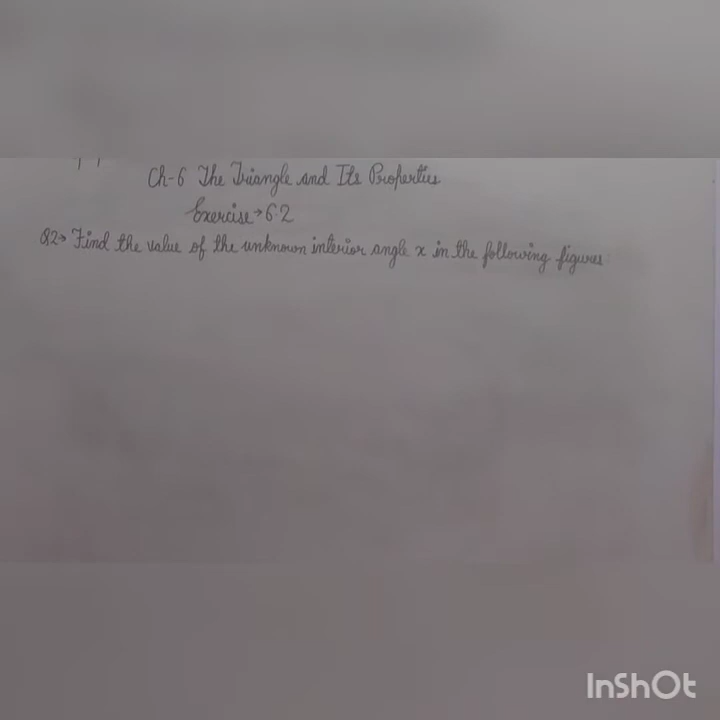 Ch-6 The Triangle and Its Properties
Exercise→6.2
Q2→ Find the value of the unknown interior angle x in the following figures:
InShOt